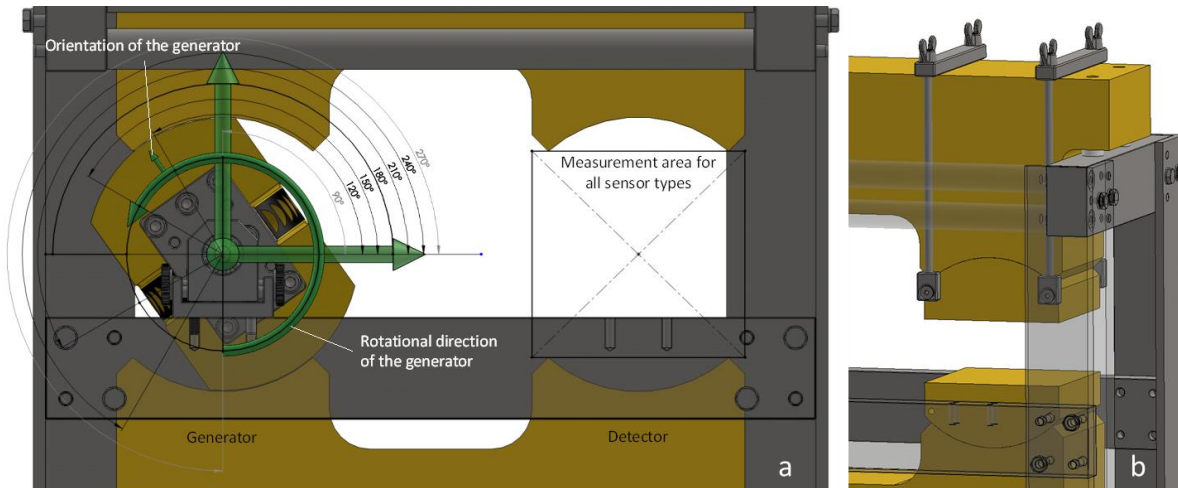 Orientation of the generator
90°
120°
150°
180°
210°
240°
270°
Measurement area for
all sensor types
Rotational direction
of the generator
Generator
Detector
a
b